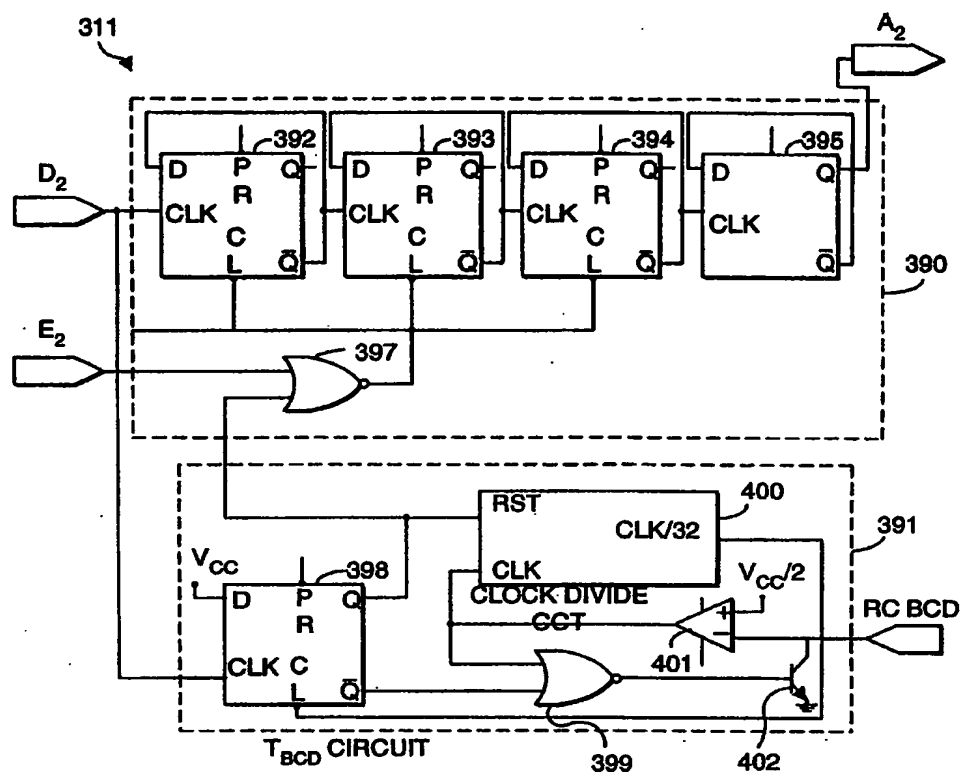 311
A2
392
393
394
395
D P Q
R
CLK
C
L Q̄
D P Q
R
CLK
C
L Q̄
D P Q
R
CLK
C
L Q̄
D Q
CLK
Q̄
D2
390
E2
397
400
RST
CLK/32
391
VCC
398
CLK
VCC/2
D P Q
R
CLOCK DIVIDE
CCT
+
−
RC BCD
401
CLK C
L Q̄
TBCD CIRCUIT
399
402